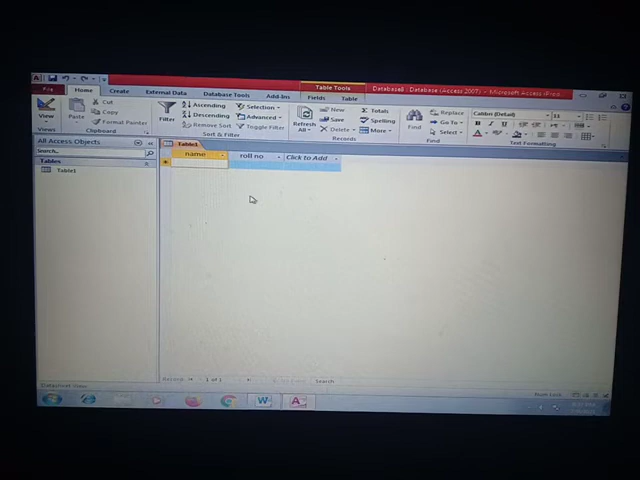 Table Tools
Database8 : Database (Access 2007) - Microsoft Access
File Home Create External Data Database Tools Add-Ins Fields Table
View
Views
Paste
Cut
Copy
Format Painter
Clipboard
Filter
Ascending
Descending
Remove Sort
Selection
Advanced
Toggle Filter
Sort & Filter
Refresh
All
New
Save
Delete
Totals
Spelling
More
Records
Find
Replace
Go To
Select
Find
Calibri (Detail) 11
B I U
Text Formatting
All Access Objects
Search...
Tables
Table1
Table1
name roll no Click to Add
Record: 1 of 1 Search
Datasheet View Num Lock